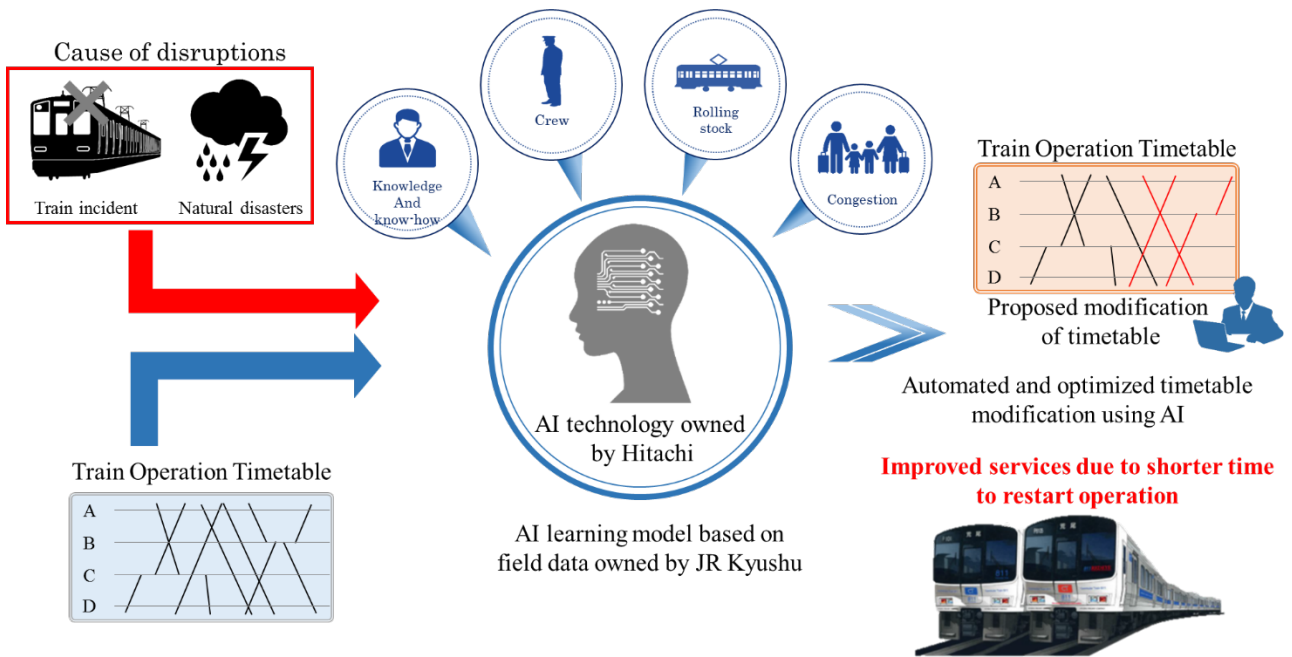 Cause of disruptions
Train incident
Natural disasters
Knowledge
And
know-how
Crew
Rolling
stock
Congestion
Train Operation Timetable
A
B
C
D
AI technology owned
by Hitachi
AI learning model based on
field data owned by JR Kyushu
Train Operation Timetable
A
B
C
D
Proposed modification
of timetable
Automated and optimized timetable
modification using AI
Improved services due to shorter time
to restart operation